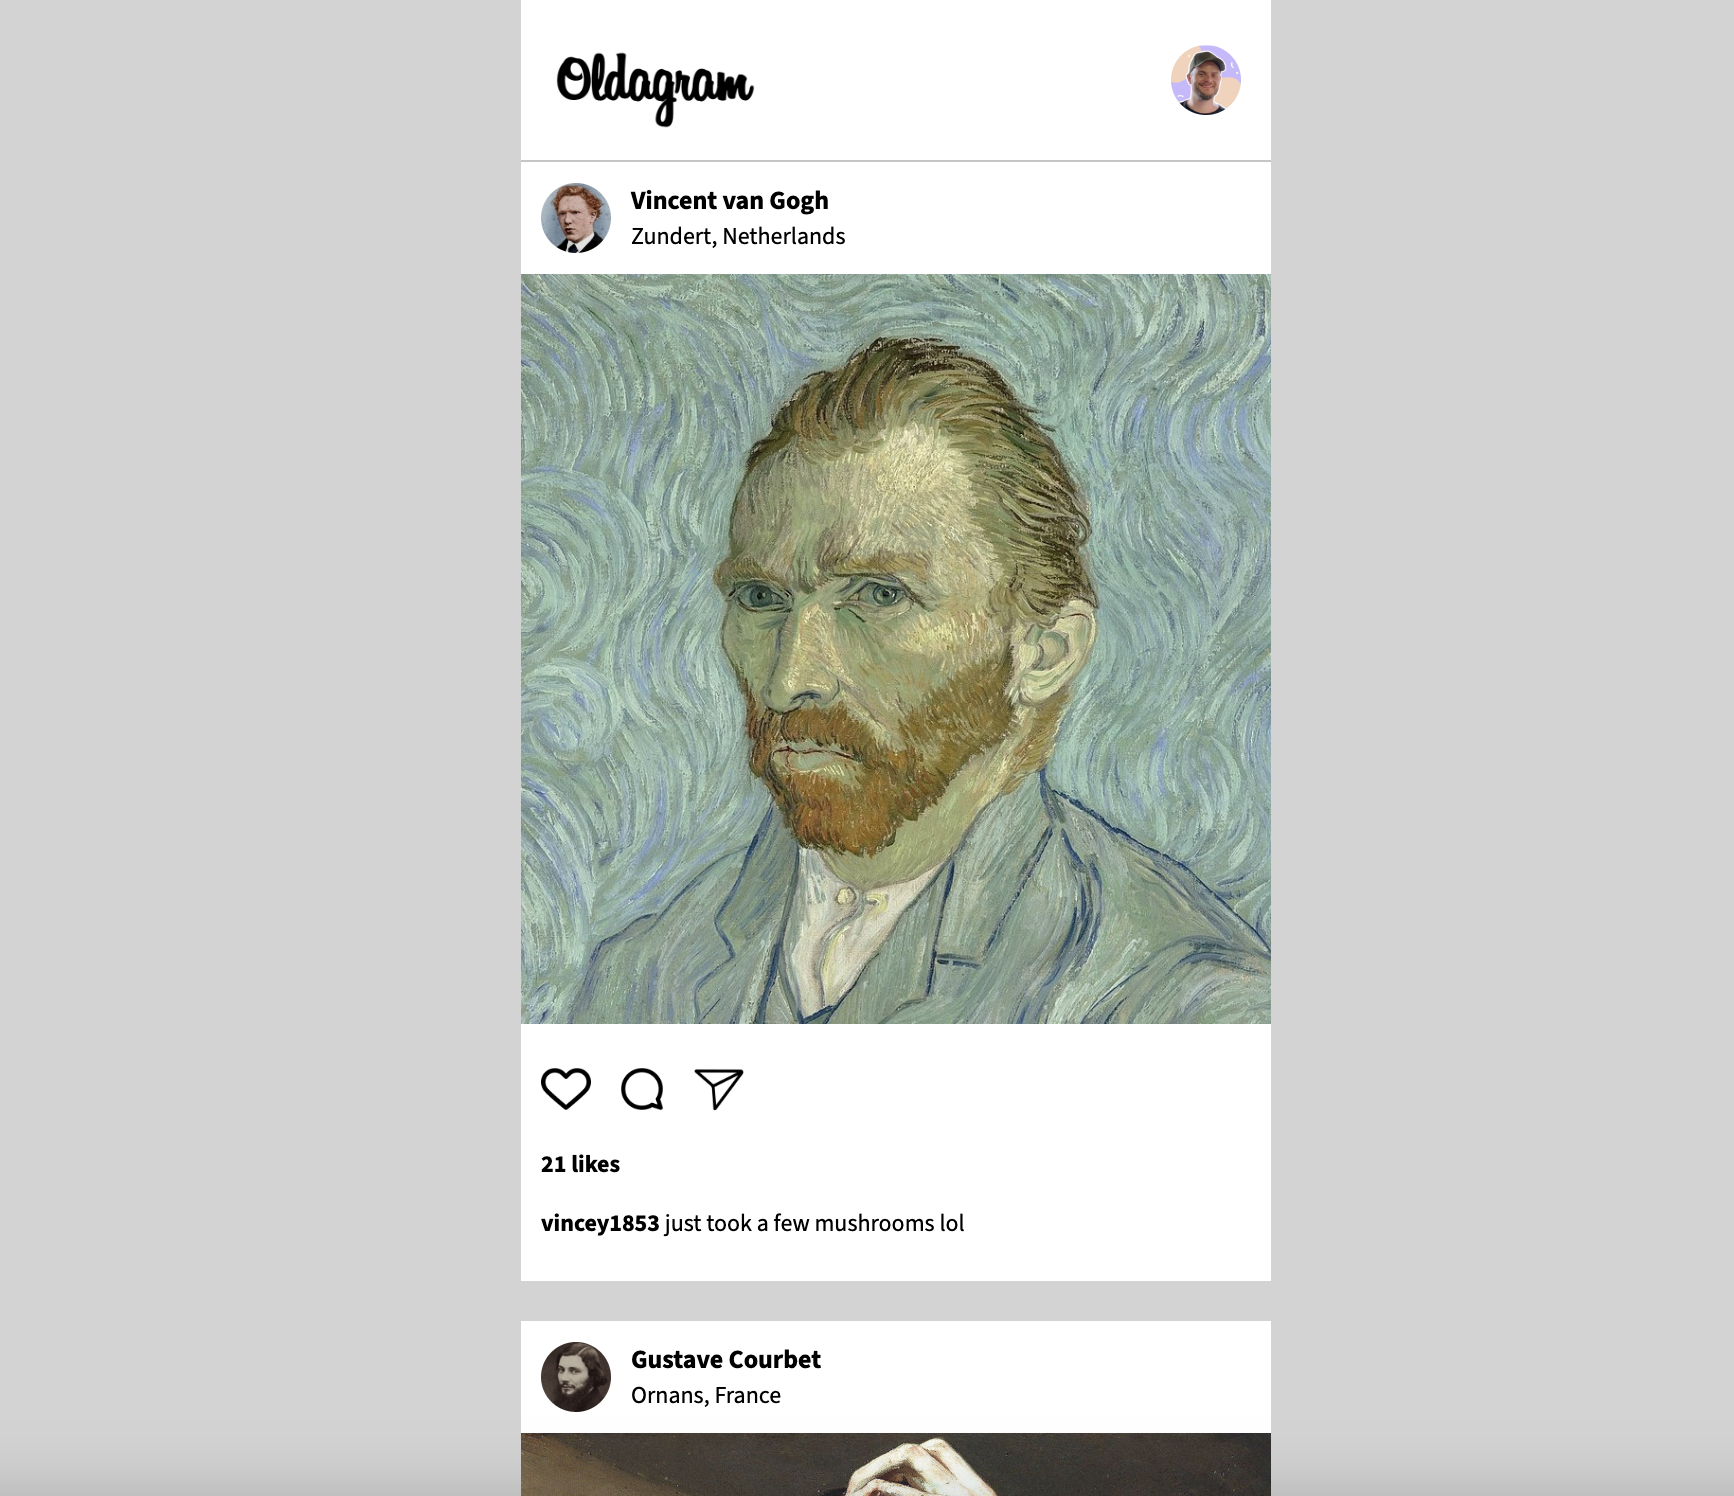 Oldagram
Vincent van Gogh
Zundert, Netherlands
21 likes
vincey1853 just took a few mushrooms lol
Gustave Courbet
Ornans, France